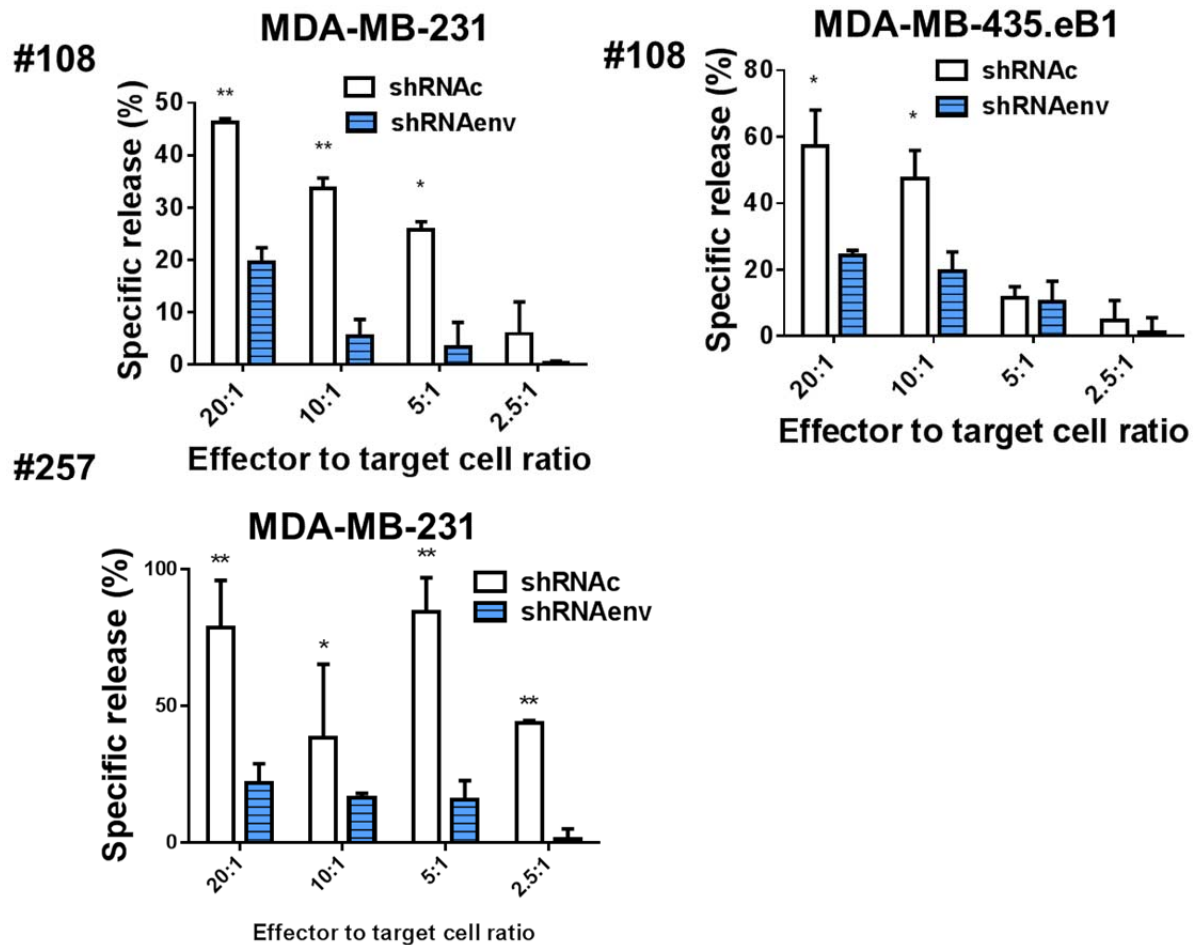 #108
MDA-MB-231
shRNAc
shRNAenv
Specific release (%)
50
40
30
20
10
0
**
**
*
20:1
10:1
5:1
2.5:1
Effector to target cell ratio
#108
MDA-MB-435.eB1
shRNAc
shRNAenv
Specific release (%)
80
60
40
20
0
*
*
20:1
10:1
5:1
2.5:1
Effector to target cell ratio
#257
MDA-MB-231
shRNAc
shRNAenv
Specific release (%)
100
50
0
**
*
**
**
20:1
10:1
5:1
2.5:1
Effector to target cell ratio